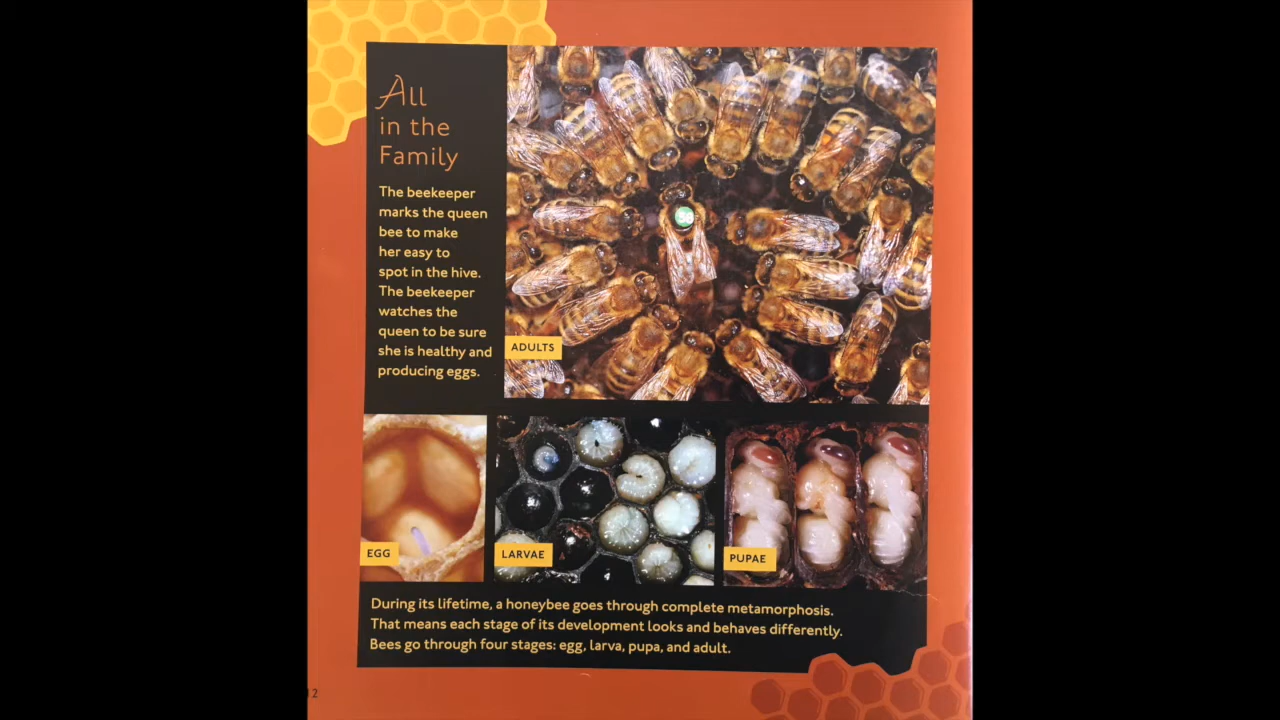 All
in the
Family
The beekeeper
marks the queen
bee to make
her easy to
spot in the hive.
The beekeeper
watches the
queen to be sure
she is healthy and
producing eggs.
ADULTS
EGG
LARVAE
PUPAE
During its lifetime, a honeybee goes through complete metamorphosis.
That means each stage of its development looks and behaves differently.
Bees go through four stages: egg, larva, pupa, and adult.
12